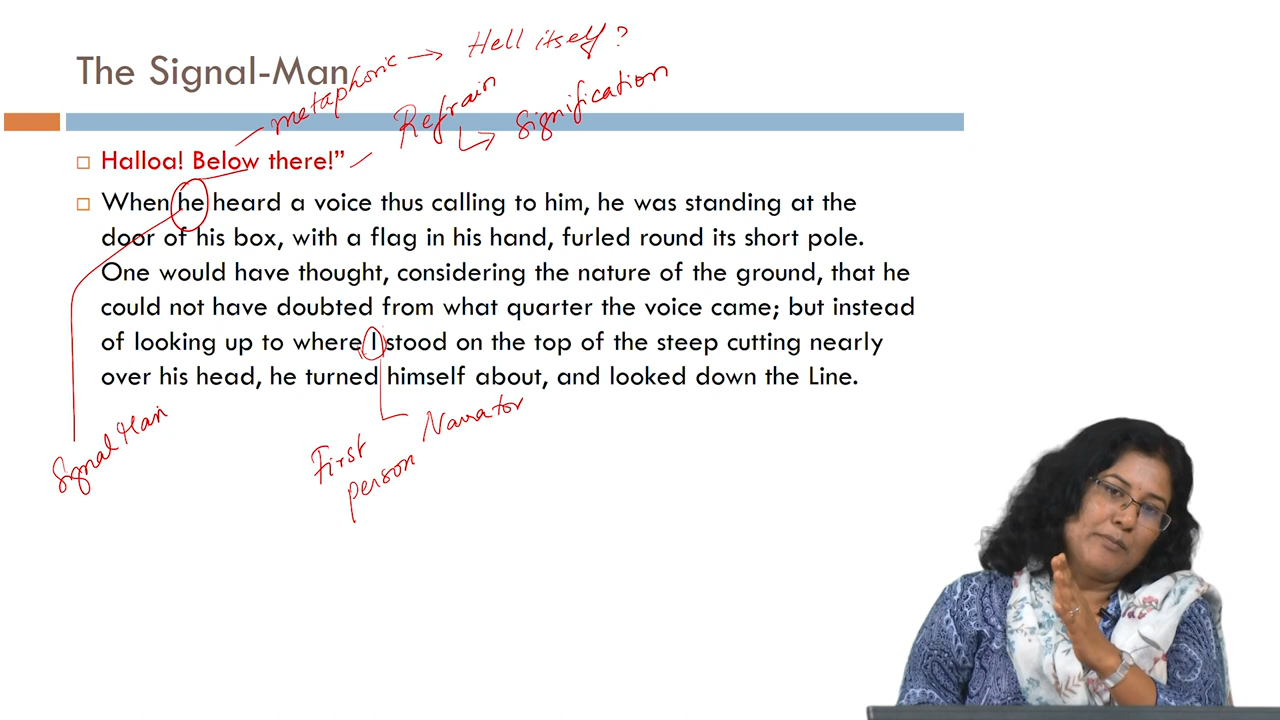 Hell itself?
The Signal-Man
metaphoric →
Refrain
Signification
Halloa! Below there!”
When he heard a voice thus calling to him, he was standing at the
door of his box, with a flag in his hand, furled round its short pole.
One would have thought, considering the nature of the ground, that he
could not have doubted from what quarter the voice came; but instead
of looking up to where I stood on the top of the steep cutting nearly
over his head, he turned himself about, and looked down the Line.
Signal Man
First
person
Narrator